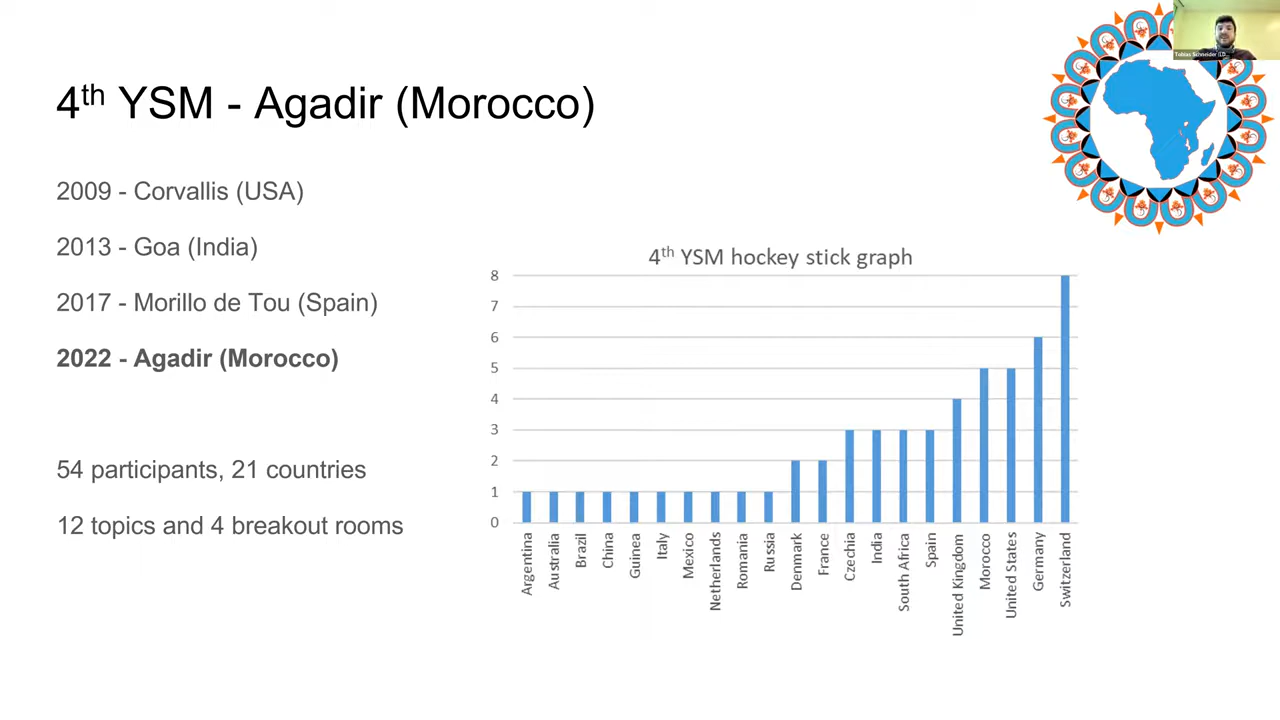 4th YSM - Agadir (Morocco)
2009 - Corvallis (USA)
2013 - Goa (India)
2017 - Morillo de Tou (Spain)
2022 - Agadir (Morocco)
54 participants, 21 countries
12 topics and 4 breakout rooms
4th YSM hockey stick graph
8
7
6
5
4
3
2
1
0
Argentina
Australia
Brazil
China
Guinea
Italy
Mexico
Netherlands
Romania
Russia
Denmark
France
Czechia
India
South Africa
Spain
United Kingdom
Morocco
United States
Germany
Switzerland
Tobias Schneider (LD...